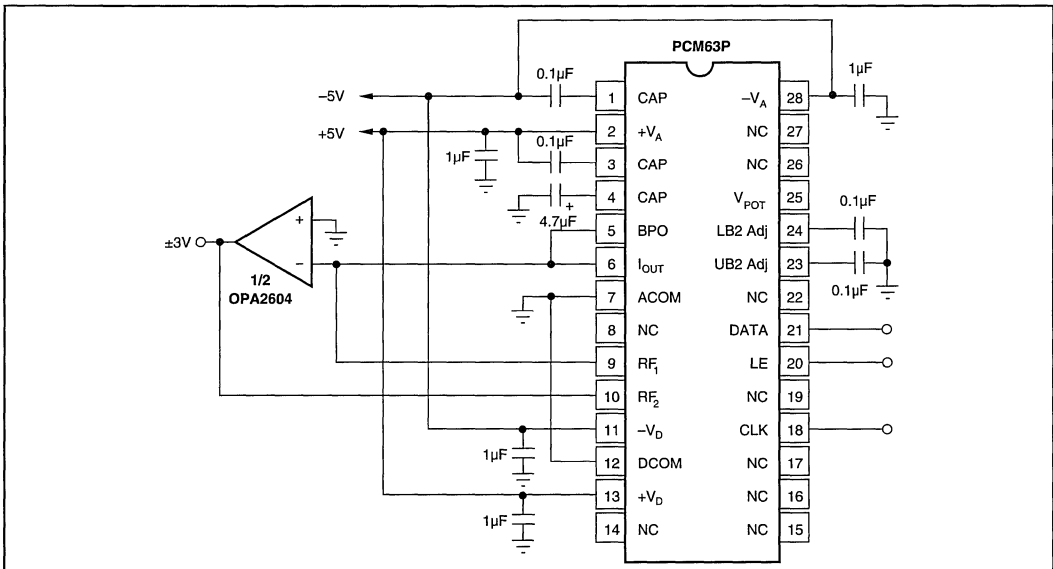 PCM63P
0.1µF
1µF
–5V
1
CAP
–VA
28
+5V
2
+VA
NC
27
1µF
0.1µF
3
CAP
NC
26
4
CAP
VPOT
25
+
4.7µF
0.1µF
5
BPO
LB2 Adj
24
±3V
+
–
6
IOUT
UB2 Adj
23
1/2
OPA2604
0.1µF
7
ACOM
NC
22
8
NC
DATA
21
9
RF1
LE
20
10
RF2
NC
19
11
–VD
CLK
18
1µF
12
DCOM
NC
17
13
+VD
NC
16
1µF
14
NC
NC
15